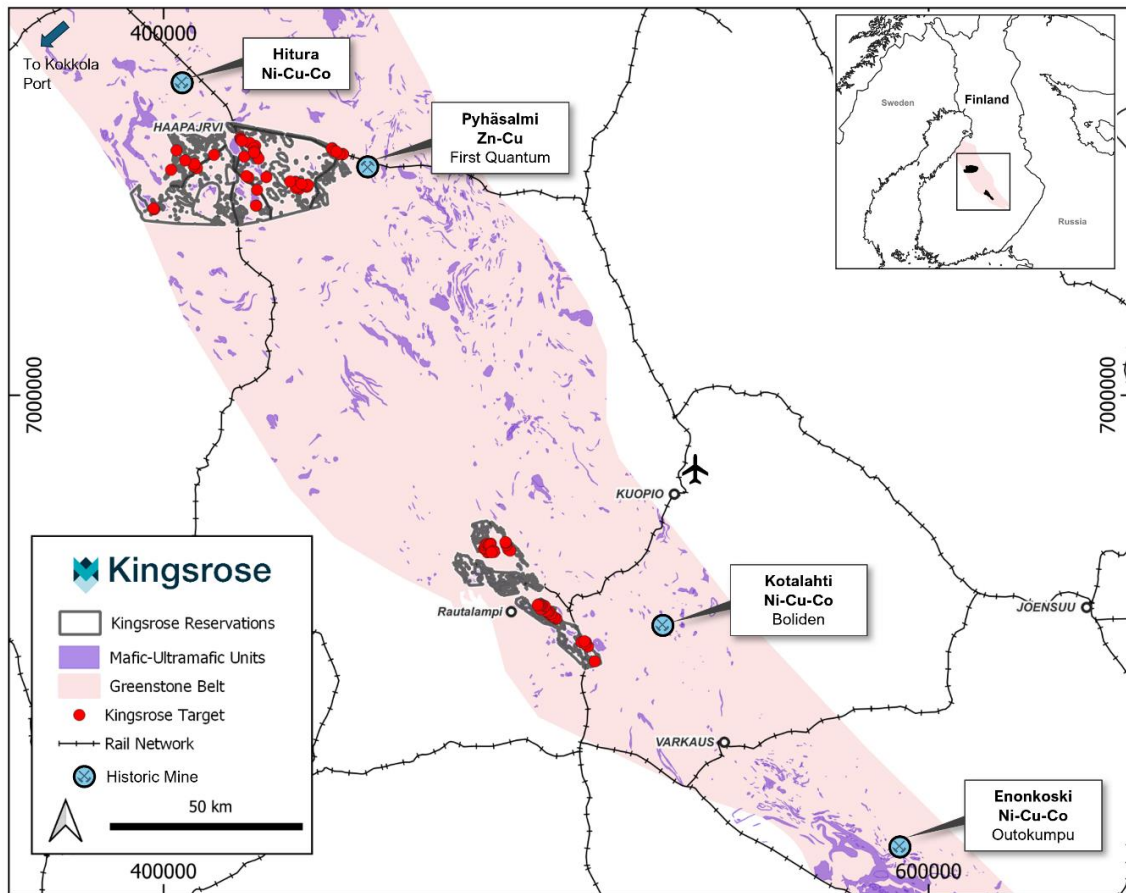 400000
To Kokkola
Port
Hitura
Ni-Cu-Co
HAAPAJRVI
Pyhäsalmi
Zn-Cu
First Quantum
Finland
Sweden
Russia
7000000
7000000
KUOPIO
Kotalahti
Ni-Cu-Co
Boliden
Rautalampi
JOENSUU
VARKAUS
Enonkoski
Ni-Cu-Co
Outokumpu
Kingsrose
Kingsrose Reservations
Mafic-Ultramafic Units
Greenstone Belt
Kingsrose Target
Rail Network
Historic Mine
50 km
400000
600000